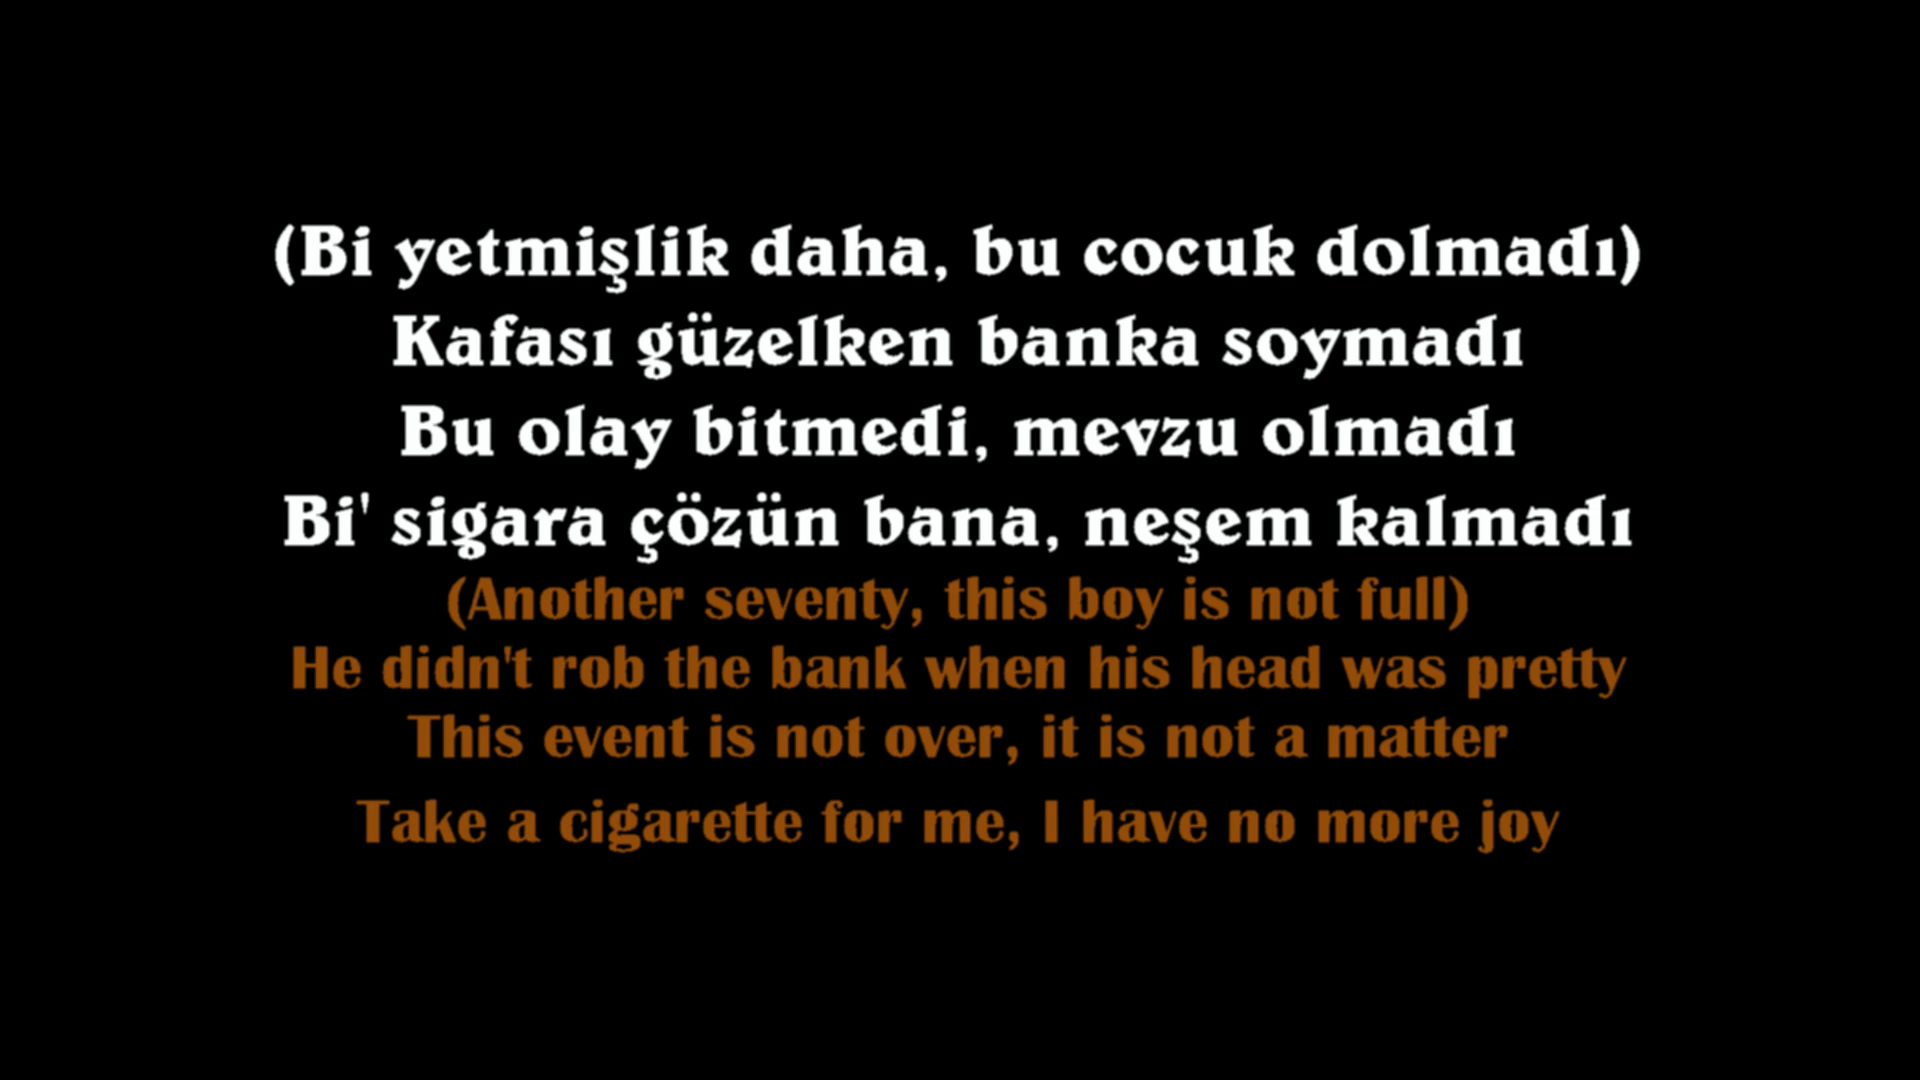 (Bi yetmişlik daha, bu cocuk dolmadı)
Kafası güzelken banka soymadı
Bu olay bitmedi, mevzu olmadı
Bi' sigara çözün bana, neşem kalmadı
(Another seventy, this boy is not full)
He didn't rob the bank when his head was pretty
This event is not over, it is not a matter
Take a cigarette for me, I have no more joy